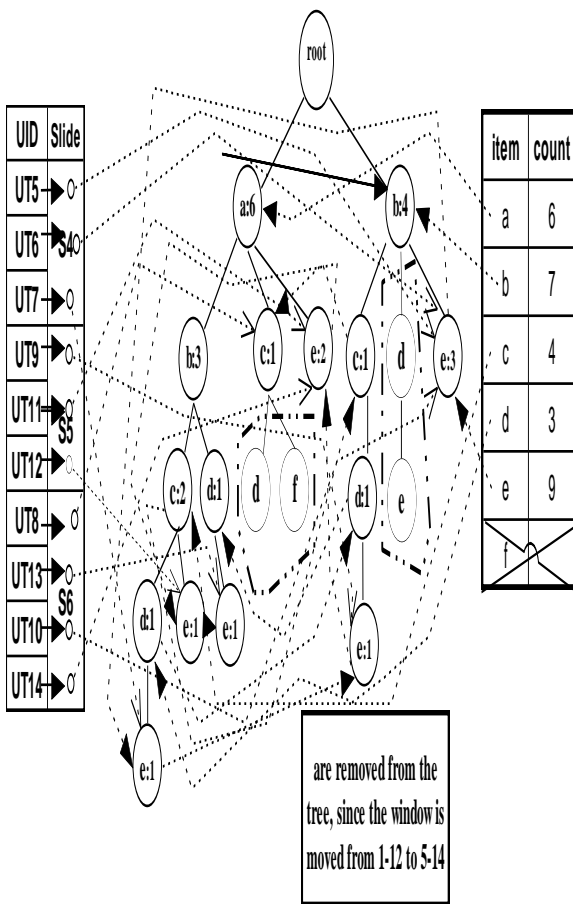 root
UID Slide
item count
UT5
UT6
S4
UT7
UT9
UT11
S5
UT12
UT8
UT13
S6
UT10
UT14
a 6
b 7
c 4
d 3
e 9
f
a:6
b:4
b:3
c:1
e:2
c:1
d
e:3
c:2
d:1
d
f
d:1
e
d:1
e:1
e:1
e:1
e:1
are removed from the
tree, since the window is
moved from 1-12 to 5-14